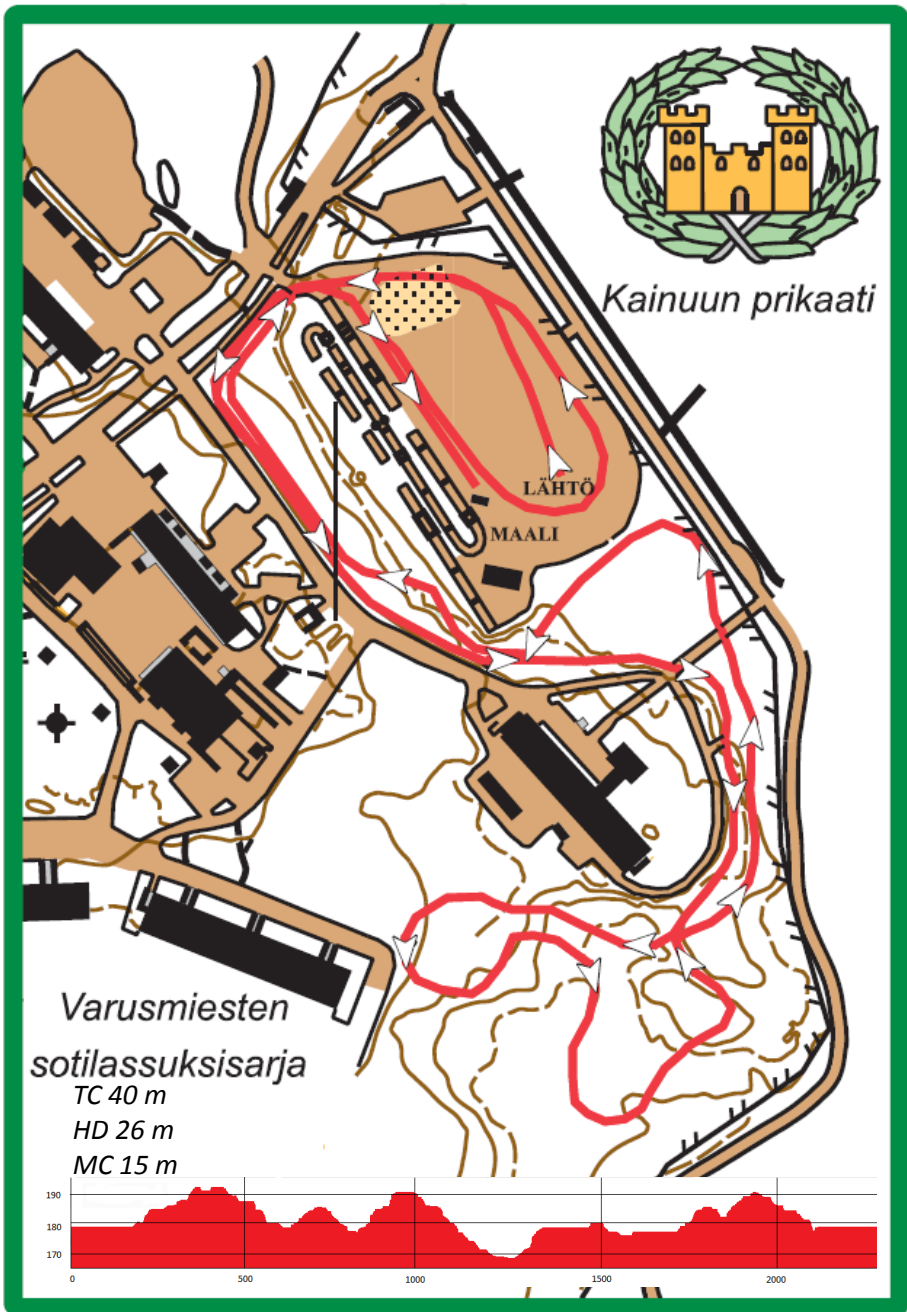 Kainuun prikaati
LÄHTÖ
MAALI
Varusmiesten
sotilassuksisarja
TC 40 m
HD 26 m
MC 15 m
190
180
170
0 500 1000 1500 2000